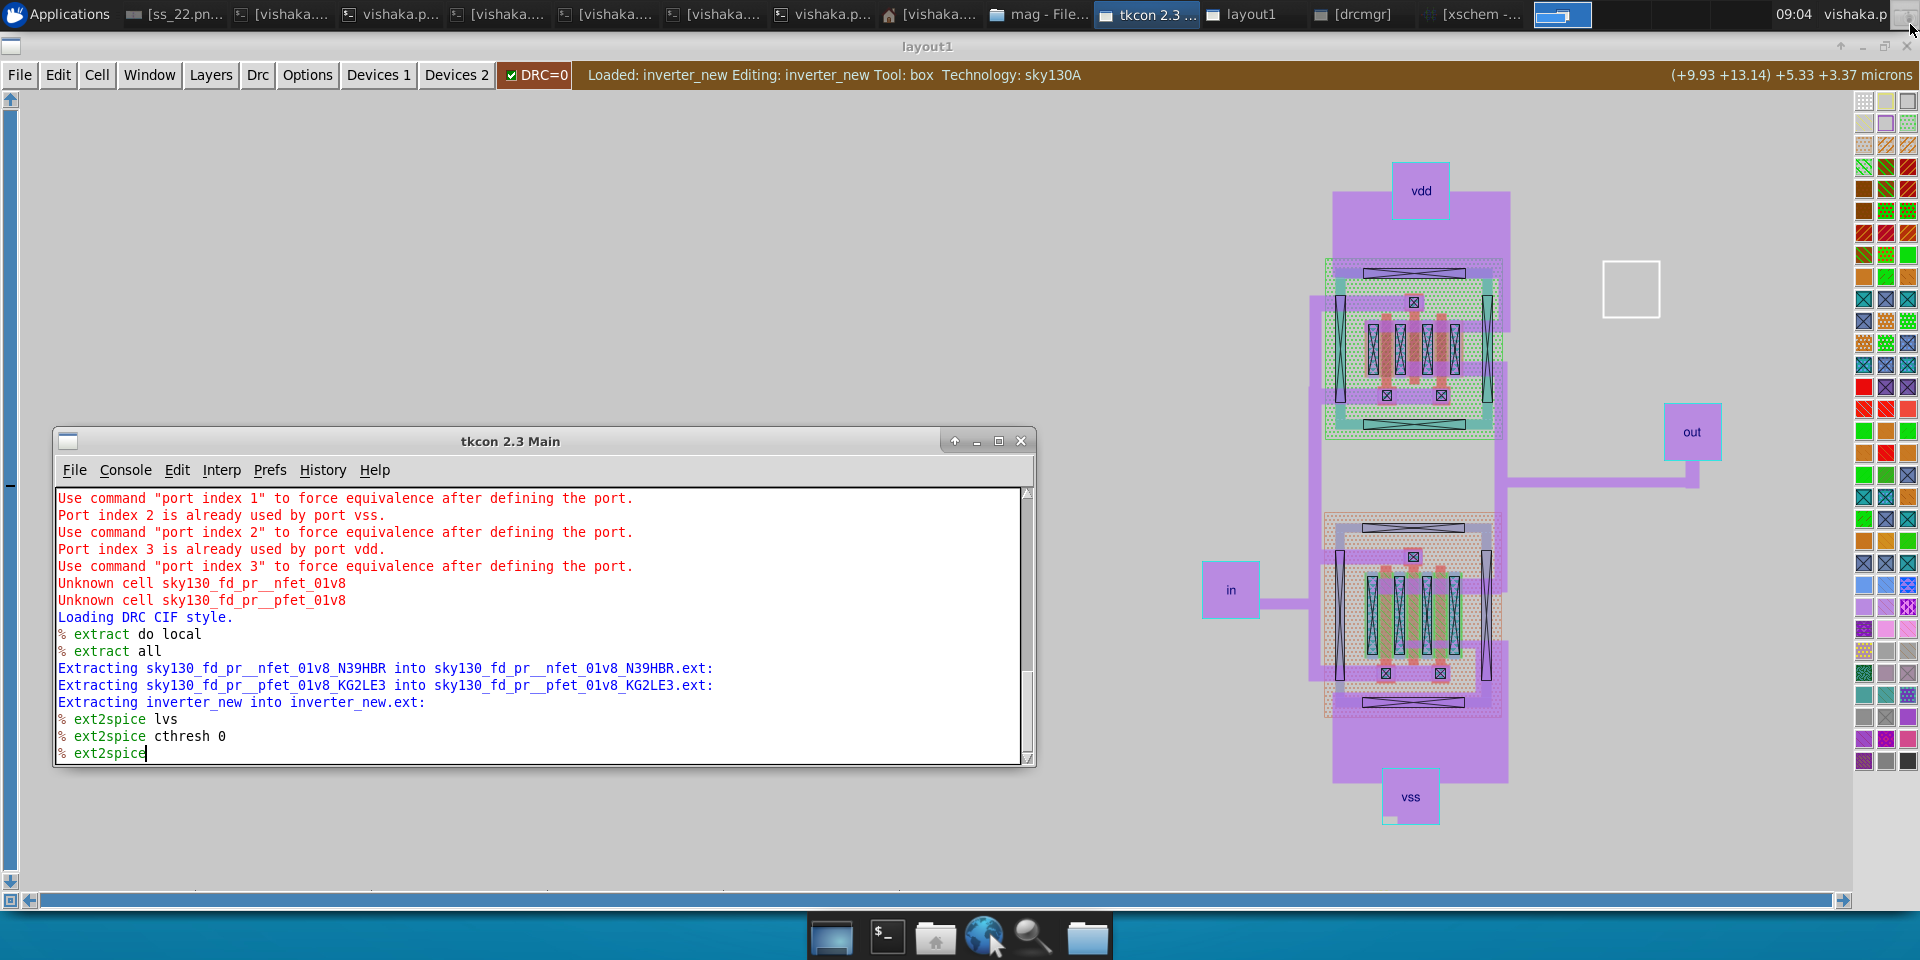 Applications [ss_22.pn... [vishaka.... vishaka.p... [vishaka.... [vishaka.... [vishaka.... vishaka.p... [vishaka.... mag - File... tkcon 2.3 ... layout1 [drcmgr] [xschem -... 09:04 vishaka.p
layout1
File Edit Cell Window Layers Drc Options Devices 1 Devices 2 DRC=0 Loaded: inverter_new Editing: inverter_new Tool: box Technology: sky130A (+9.93 +13.14) +5.33 +3.37 microns
vdd
out
in
vss
tkcon 2.3 Main
File Console Edit Interp Prefs History Help
Use command "port index 1" to force equivalence after defining the port.
Port index 2 is already used by port vss.
Use command "port index 2" to force equivalence after defining the port.
Port index 3 is already used by port vdd.
Use command "port index 3" to force equivalence after defining the port.
Unknown cell sky130_fd_pr__nfet_01v8
Unknown cell sky130_fd_pr__pfet_01v8
Loading DRC CIF style.
% extract do local
% extract all
Extracting sky130_fd_pr__nfet_01v8_N39HBR into sky130_fd_pr__nfet_01v8_N39HBR.ext:
Extracting sky130_fd_pr__pfet_01v8_KG2LE3 into sky130_fd_pr__pfet_01v8_KG2LE3.ext:
Extracting inverter_new into inverter_new.ext:
% ext2spice lvs
% ext2spice cthresh 0
% ext2spice
$_